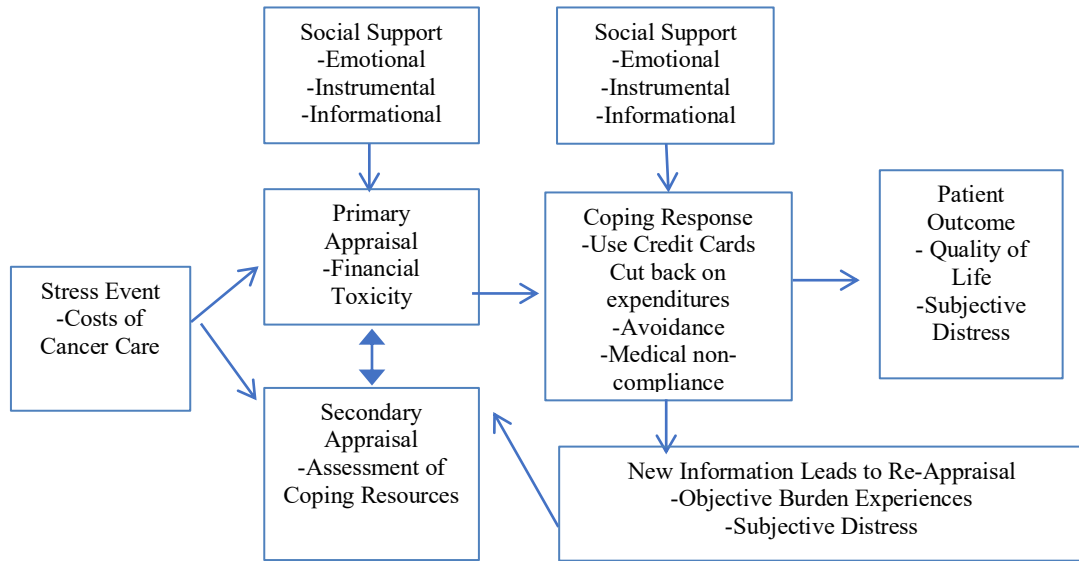 Social Support
-Emotional
-Instrumental
-Informational
Social Support
-Emotional
-Instrumental
-Informational
Stress Event
-Costs of
Cancer Care
Primary
Appraisal
-Financial
Toxicity
Coping Response
-Use Credit Cards
Cut back on
expenditures
-Avoidance
-Medical non-
compliance
Patient
Outcome
- Quality of
Life
-Subjective
Distress
Secondary
Appraisal
-Assessment of
Coping Resources
New Information Leads to Re-Appraisal
-Objective Burden Experiences
-Subjective Distress